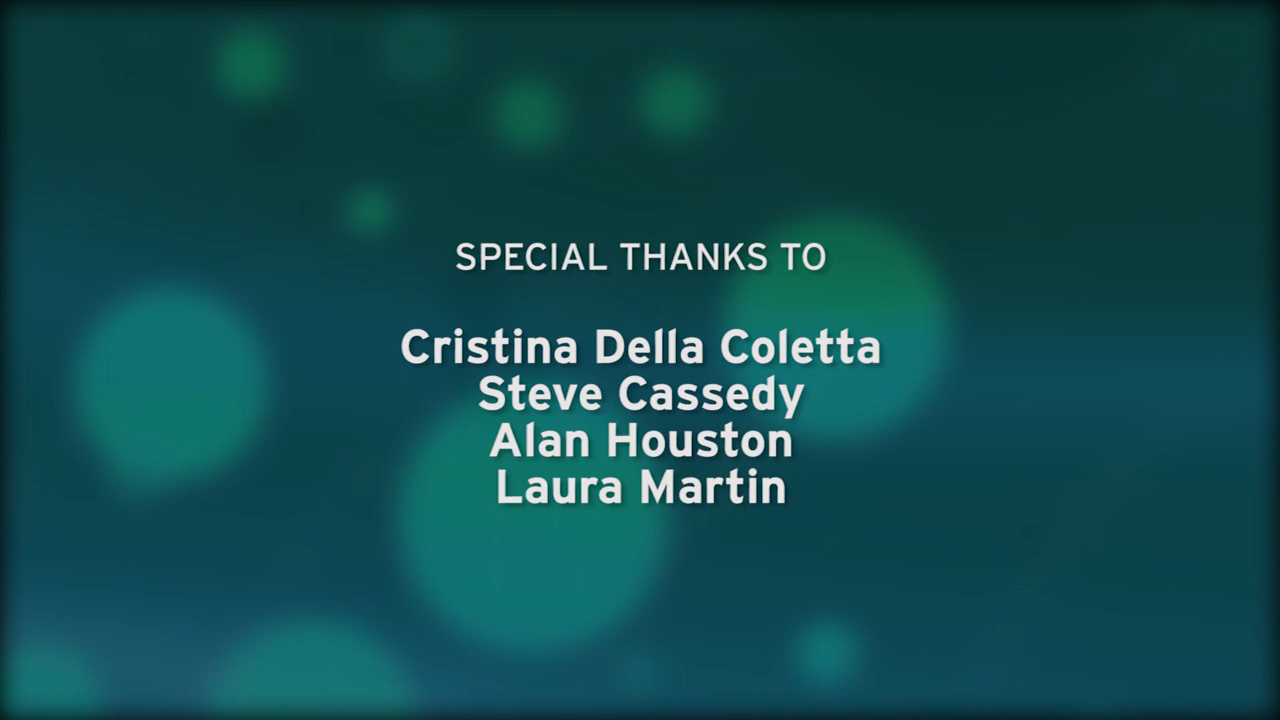 SPECIAL THANKS TO
Cristina Della Coletta
Steve Cassedy
Alan Houston
Laura Martin